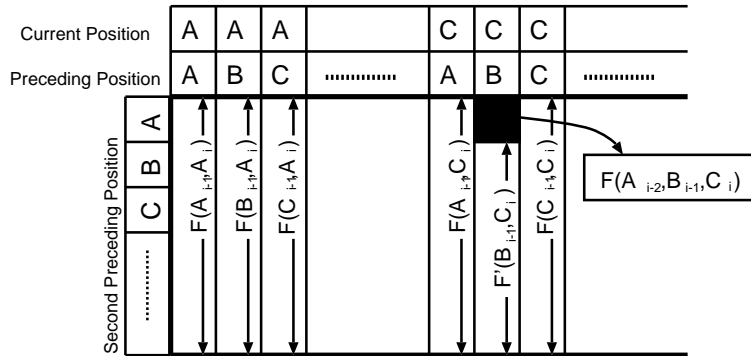 Current Position A A A C C C
Preceding Position A B C ............... A B C ...............
Second Preceding Position
A
B
C
...............
F(A i-1,A i)
F(B i-1,A i)
F(C i-1,A i)
F(A i-1,C i)
F'(B i-1,C i)
F(C i-1,C i)
F(A i-2,B i-1,C i)